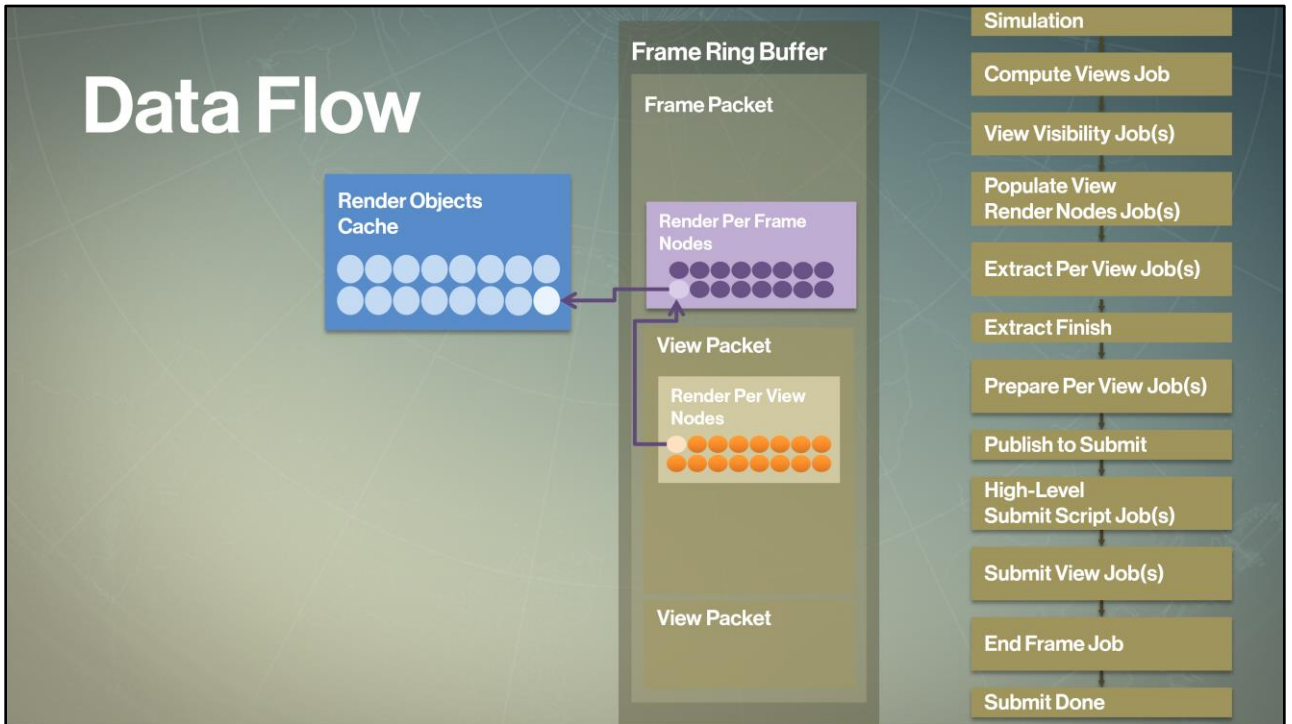 Data Flow
Render Objects
Cache
Frame Ring Buffer
Frame Packet
Render Per Frame
Nodes
View Packet
Render Per View
Nodes
View Packet
Simulation
Compute Views Job
View Visibility Job(s)
Populate View
Render Nodes Job(s)
Extract Per View Job(s)
Extract Finish
Prepare Per View Job(s)
Publish to Submit
High-Level
Submit Script Job(s)
Submit View Job(s)
End Frame Job
Submit Done